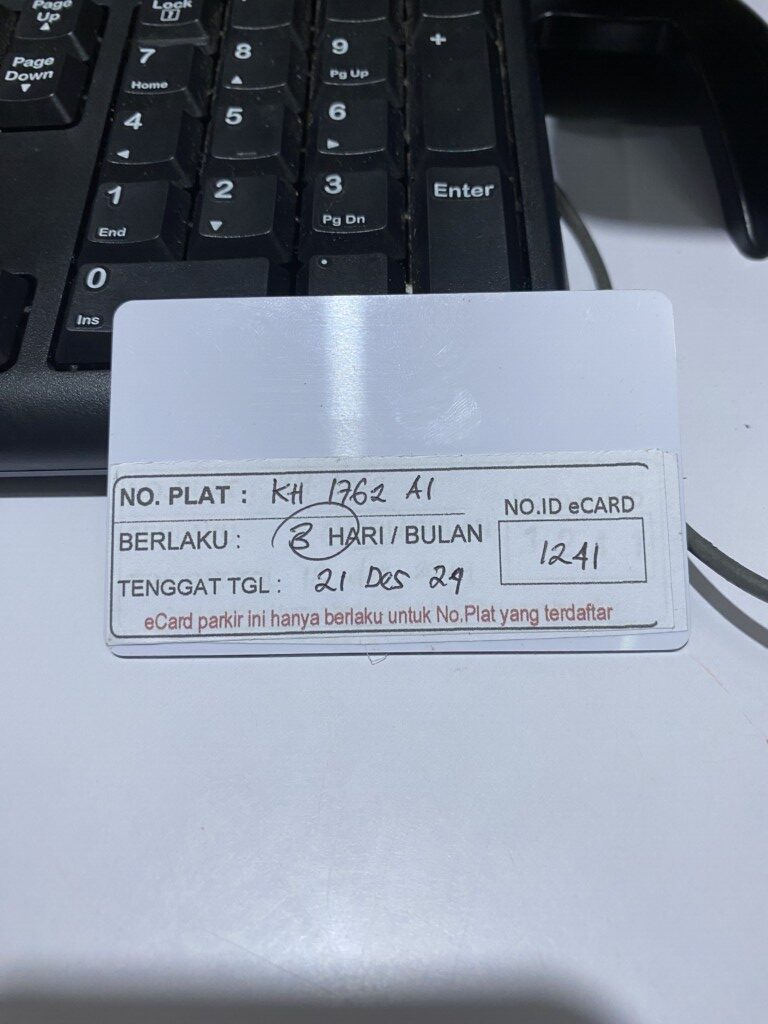 Page Up
Lock
Page Down
7 Home
8
9 Pg Up
+
4
5
6
1 End
2
3 Pg Dn
Enter
0 Ins
.
NO. PLAT : KH 1762 AI
NO.ID eCARD
BERLAKU : 3 HARI / BULAN
1241
TENGGAT TGL : 21 Des 24
eCard parkir ini hanya berlaku untuk No.Plat yang terdaftar